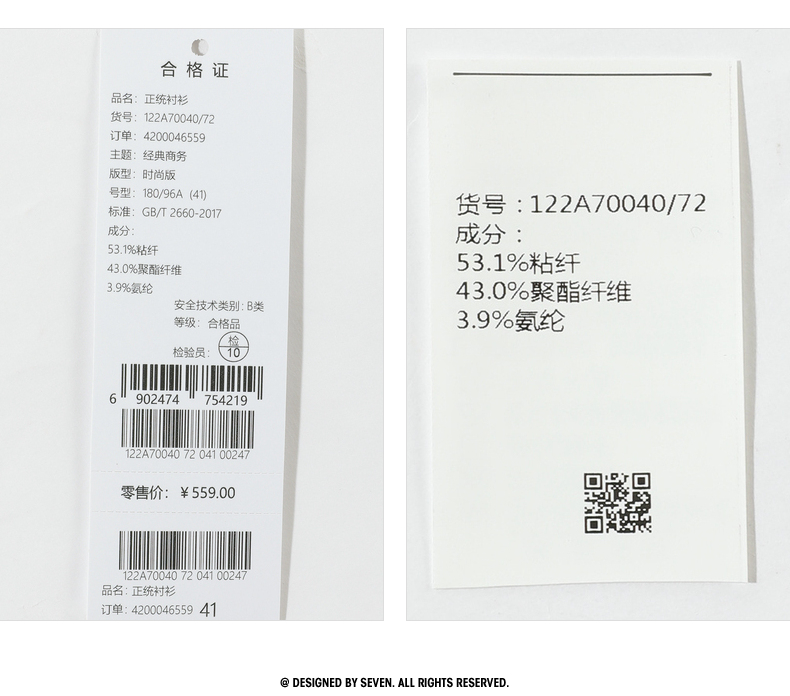 合格证
品名: 正统衬衫
货号: 122A70040/72
订单: 4200046559
主题: 经典商务
版型: 时尚版
号型: 180/96A (41)
标准: GB/T 2660-2017
成分:
53.1%粘纤
43.0%聚酯纤维
3.9%氨纶
安全技术类别: B类
等级: 合格品
检验员: 检 10
6 902474 754219
122A70040 72 041 00247
零售价: ￥559.00
122A70040 72 041 00247
品名: 正统衬衫
订单: 4200046559 41
货号: 122A70040/72
成分:
53.1%粘纤
43.0%聚酯纤维
3.9%氨纶
@ DESIGNED BY SEVEN. ALL RIGHTS RESERVED.